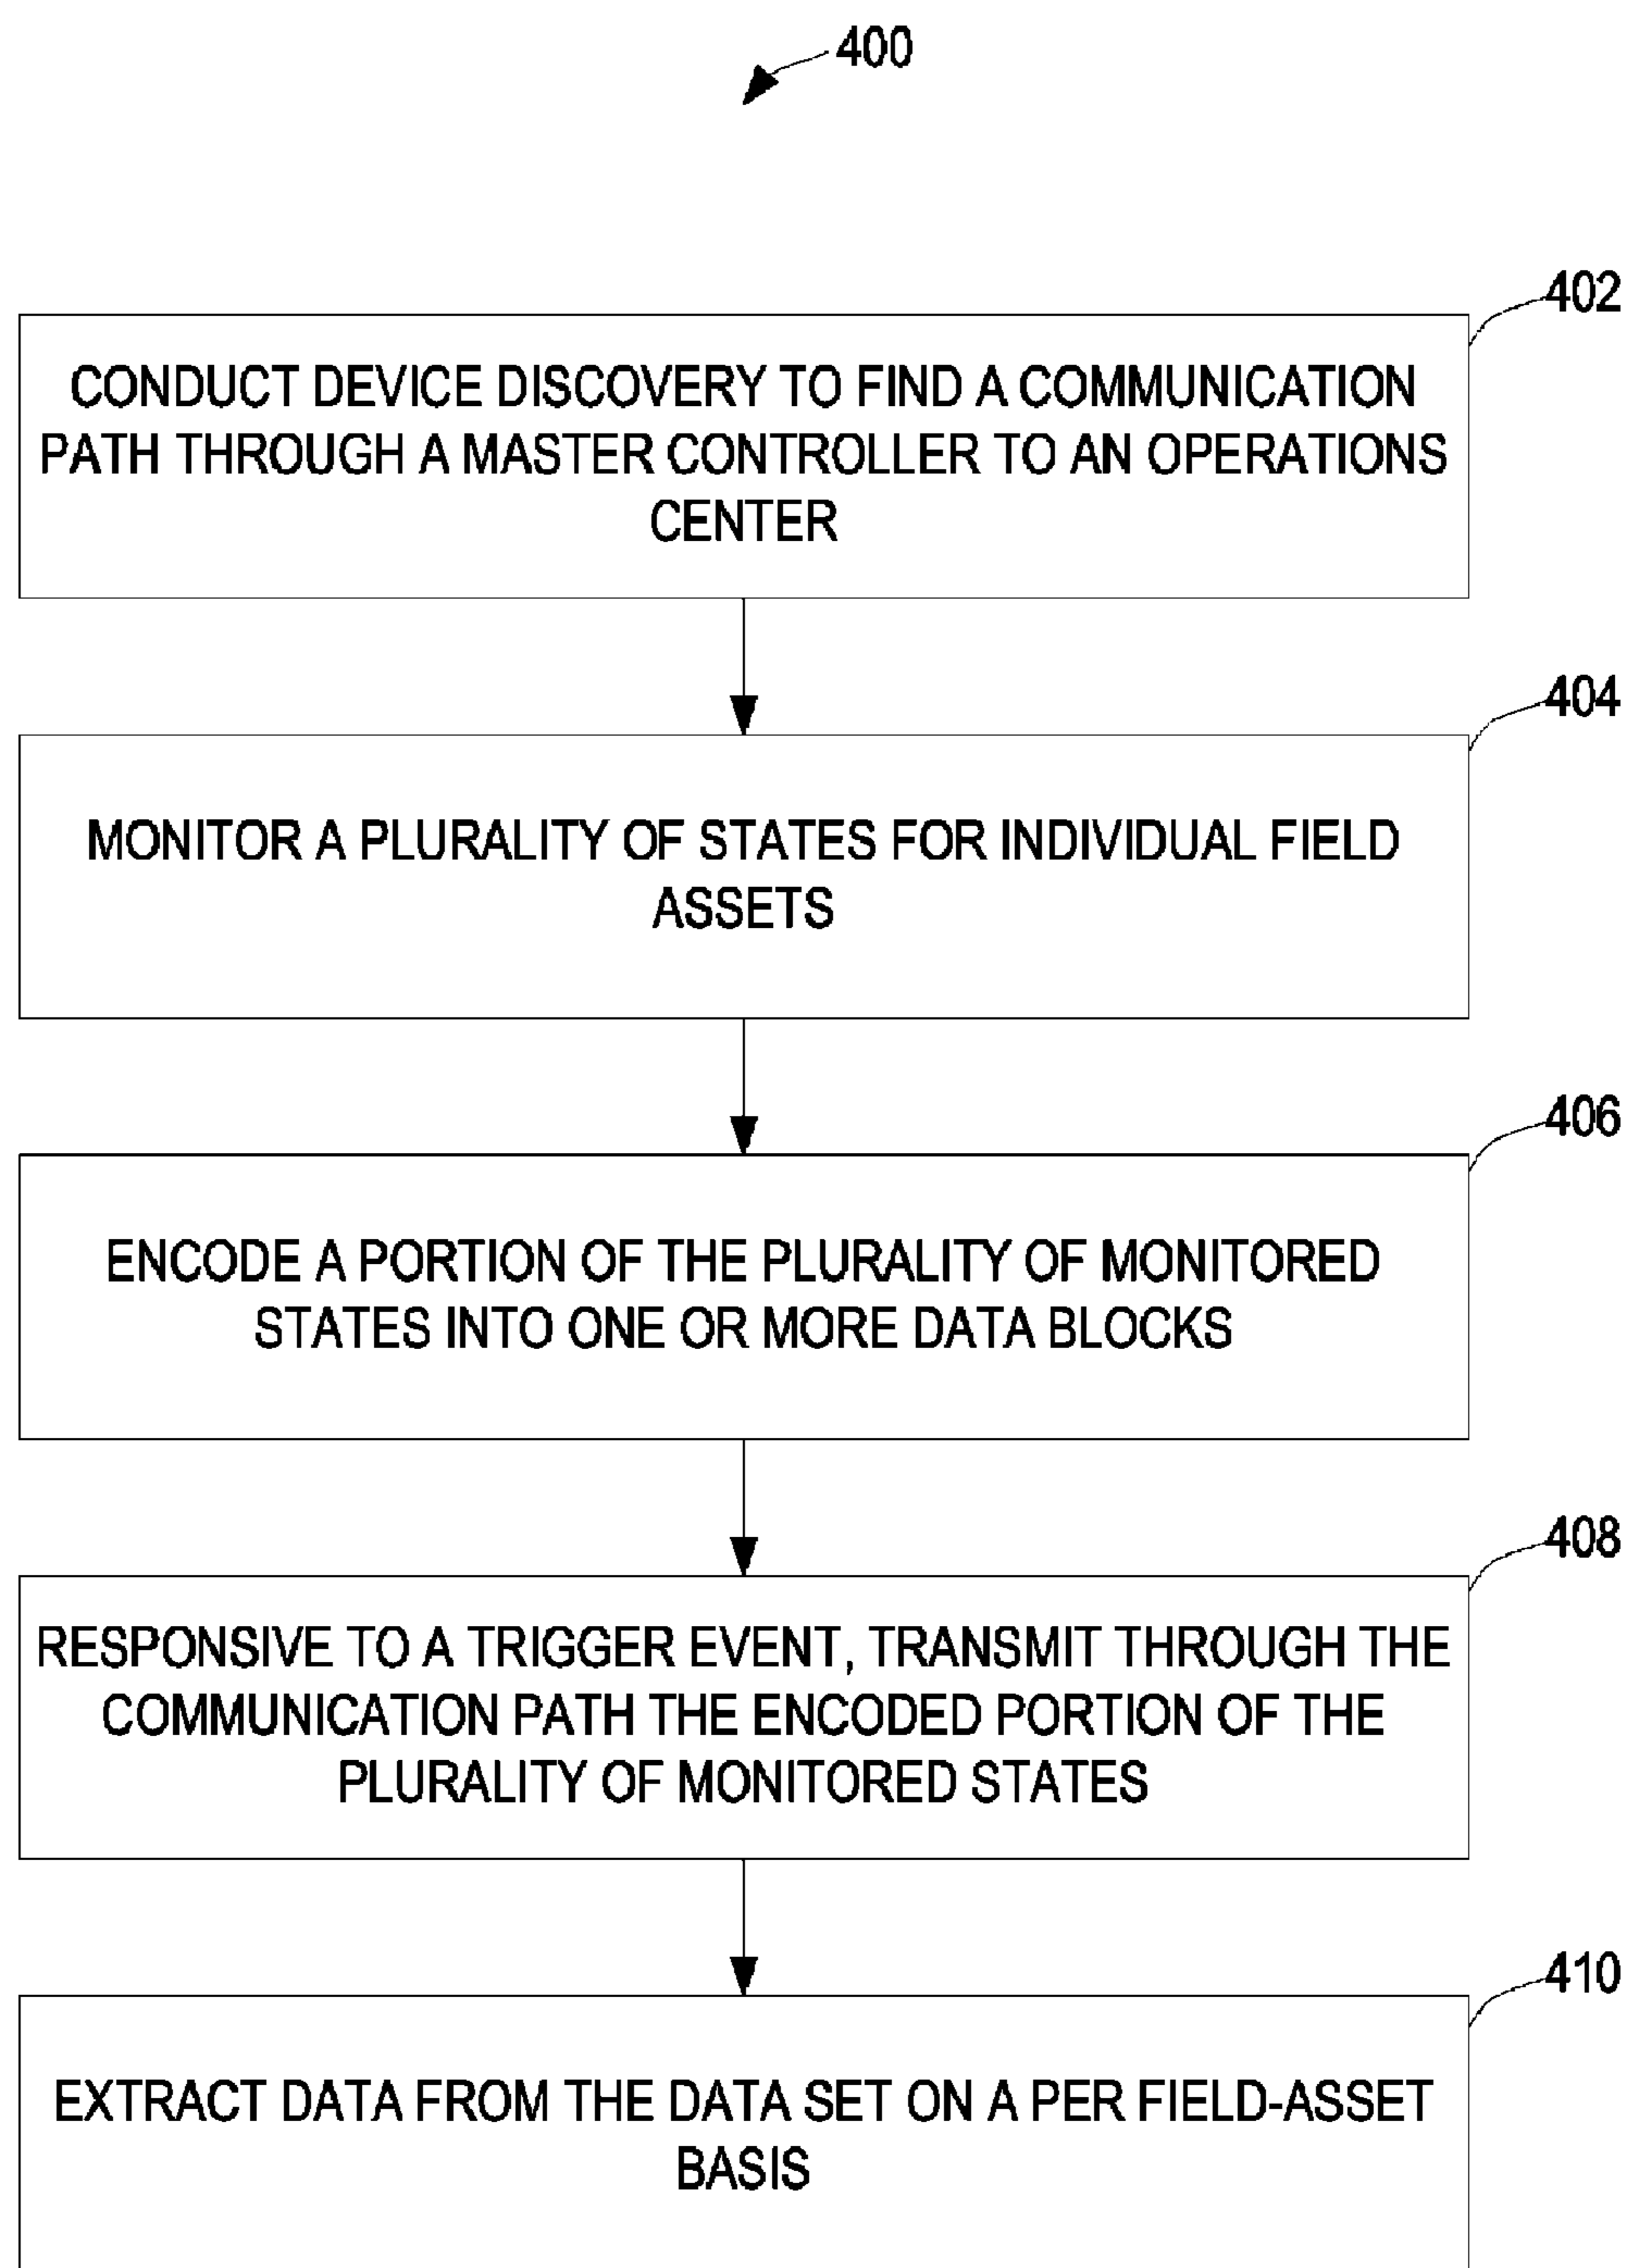 400
402
CONDUCT DEVICE DISCOVERY TO FIND A COMMUNICATION
PATH THROUGH A MASTER CONTROLLER TO AN OPERATIONS
CENTER
404
MONITOR A PLURALITY OF STATES FOR INDIVIDUAL FIELD
ASSETS
406
ENCODE A PORTION OF THE PLURALITY OF MONITORED
STATES INTO ONE OR MORE DATA BLOCKS
408
RESPONSIVE TO A TRIGGER EVENT, TRANSMIT THROUGH THE
COMMUNICATION PATH THE ENCODED PORTION OF THE
PLURALITY OF MONITORED STATES
410
EXTRACT DATA FROM THE DATA SET ON A PER FIELD-ASSET
BASIS